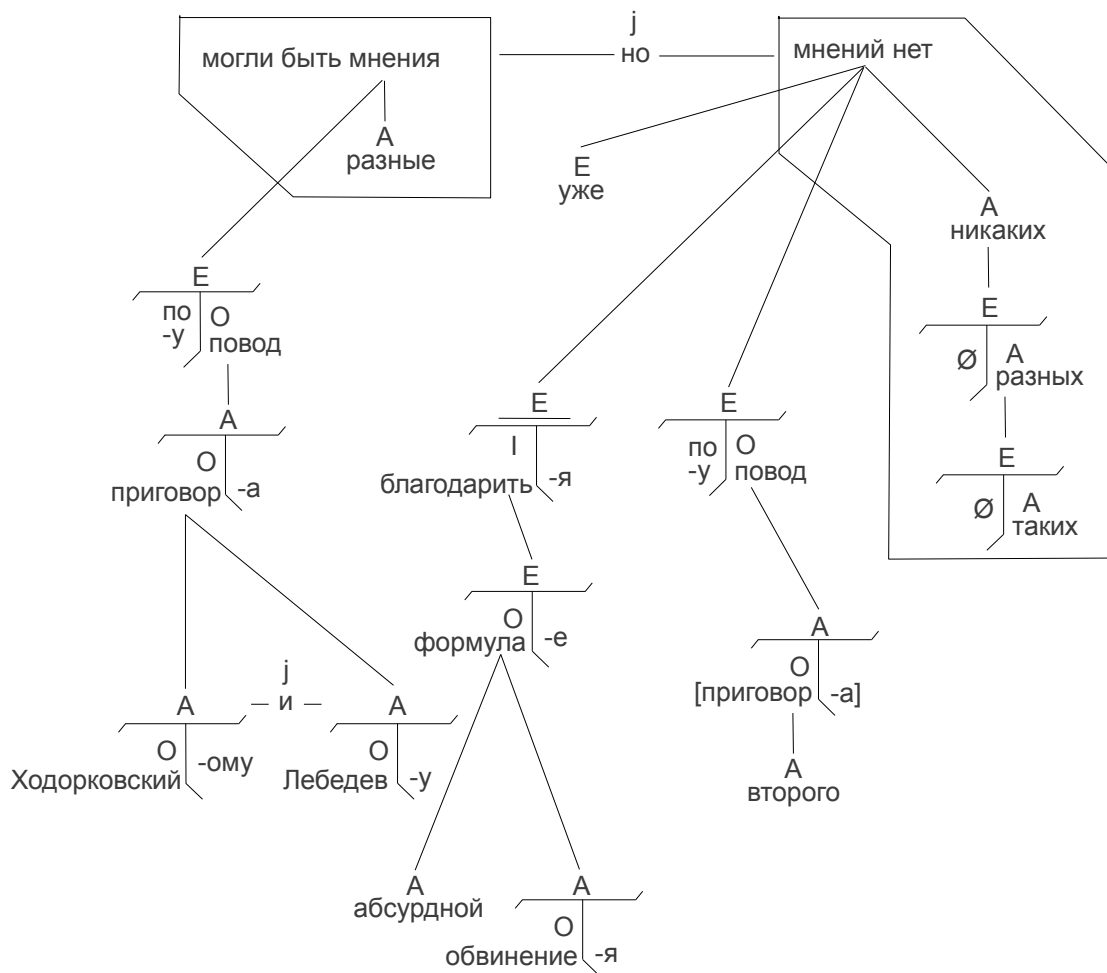 j
могли быть мнения
но
мнений нет
А
разные
Е
уже
А
никаких
Е
по
-у
О
повод
Е
Ø
А
разных
А
О
приговор
-а
Е
I
благодарить
-я
Е
по
-у
О
повод
Е
Ø
А
таких
Е
О
формула
-е
А
О
[приговор
-а]
j
А
и
А
О
Ходорковский
-ому
О
Лебедев
-у
А
второго
А
абсурдной
А
О
обвинение
-я